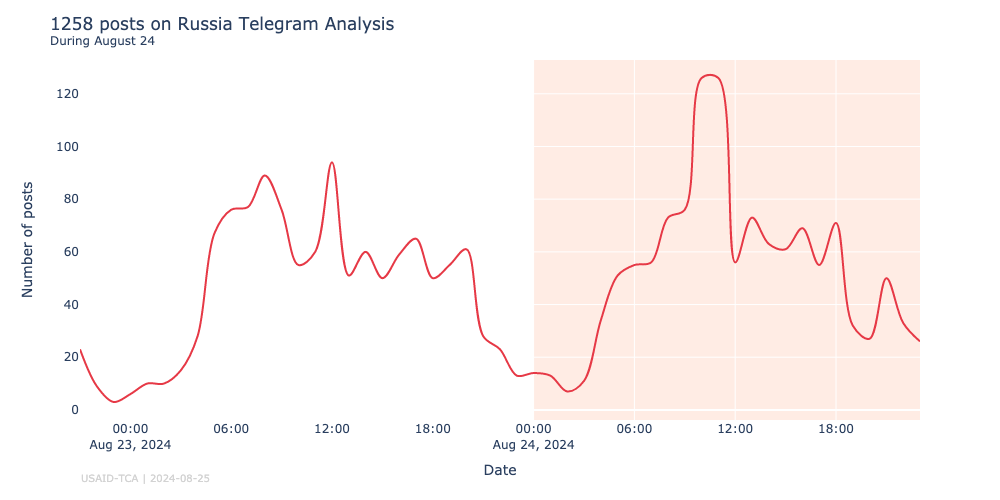 1258 posts on Russia Telegram Analysis
During August 24
Number of posts
120
100
80
60
40
20
0
00:00 06:00 12:00 18:00 00:00 06:00 12:00 18:00
Aug 23, 2024 Aug 24, 2024
Date
USAID-TCA | 2024-08-25